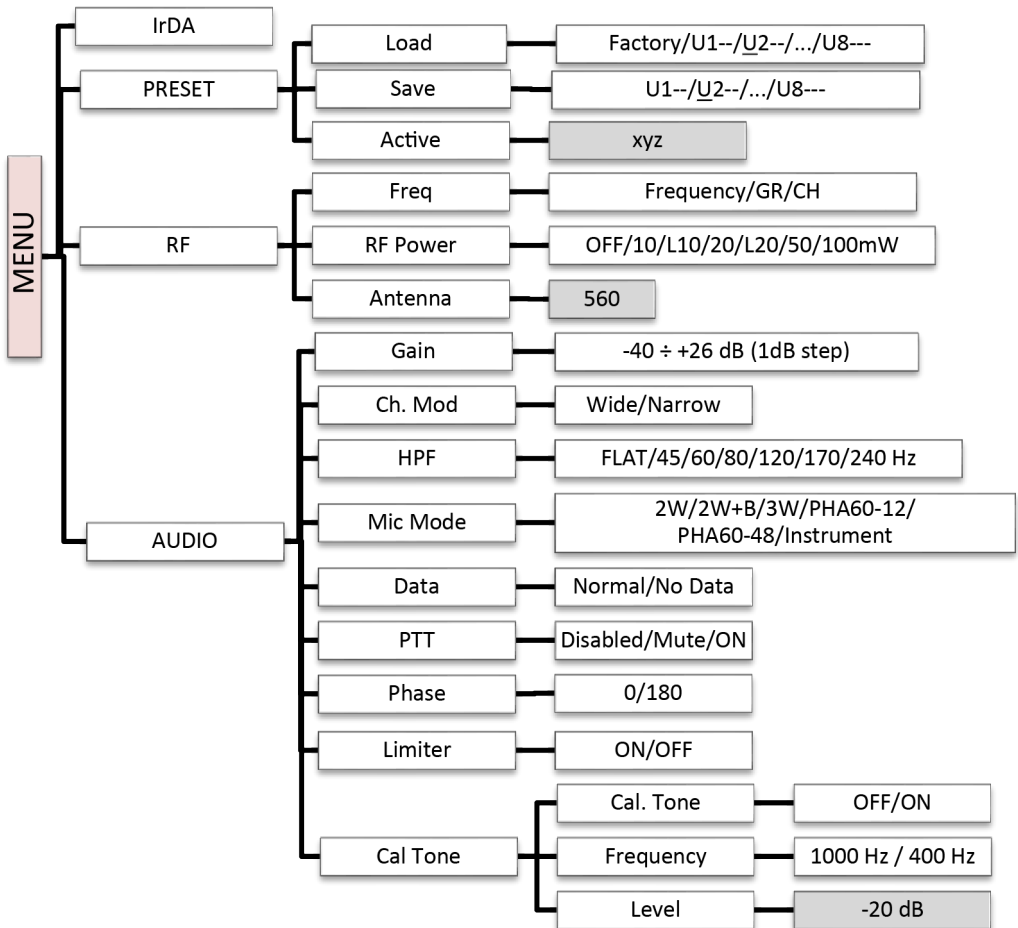 MENU
IrDA
PRESET
Load
Factory/U1--/U2--/.../U8---
Save
U1--/U2--/.../U8---
Active
xyz
RF
Freq
Frequency/GR/CH
RF Power
OFF/10/L10/20/L20/50/100mW
Antenna
560
AUDIO
Gain
-40 ÷ +26 dB (1dB step)
Ch. Mod
Wide/Narrow
HPF
FLAT/45/60/80/120/170/240 Hz
Mic Mode
2W/2W+B/3W/PHA60-12/
PHA60-48/Instrument
Data
Normal/No Data
PTT
Disabled/Mute/ON
Phase
0/180
Limiter
ON/OFF
Cal Tone
Cal. Tone
OFF/ON
Frequency
1000 Hz / 400 Hz
Level
-20 dB